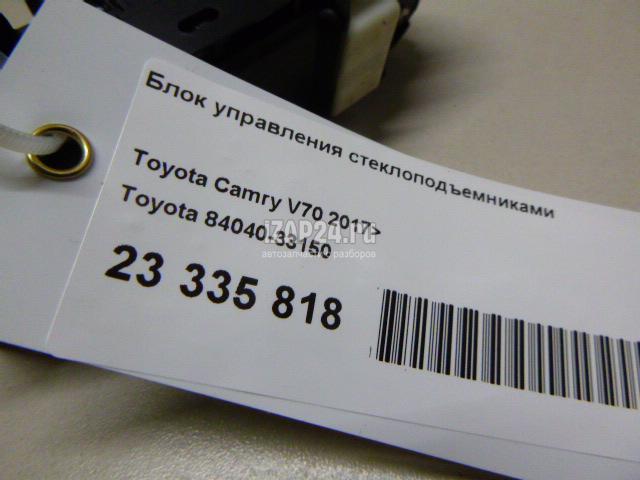 Блок управления стеклоподъемниками
Toyota Camry V70 2017>
Toyota 84040-33150
iZAP24.ru
автозапчасти с разборов
23 335 818